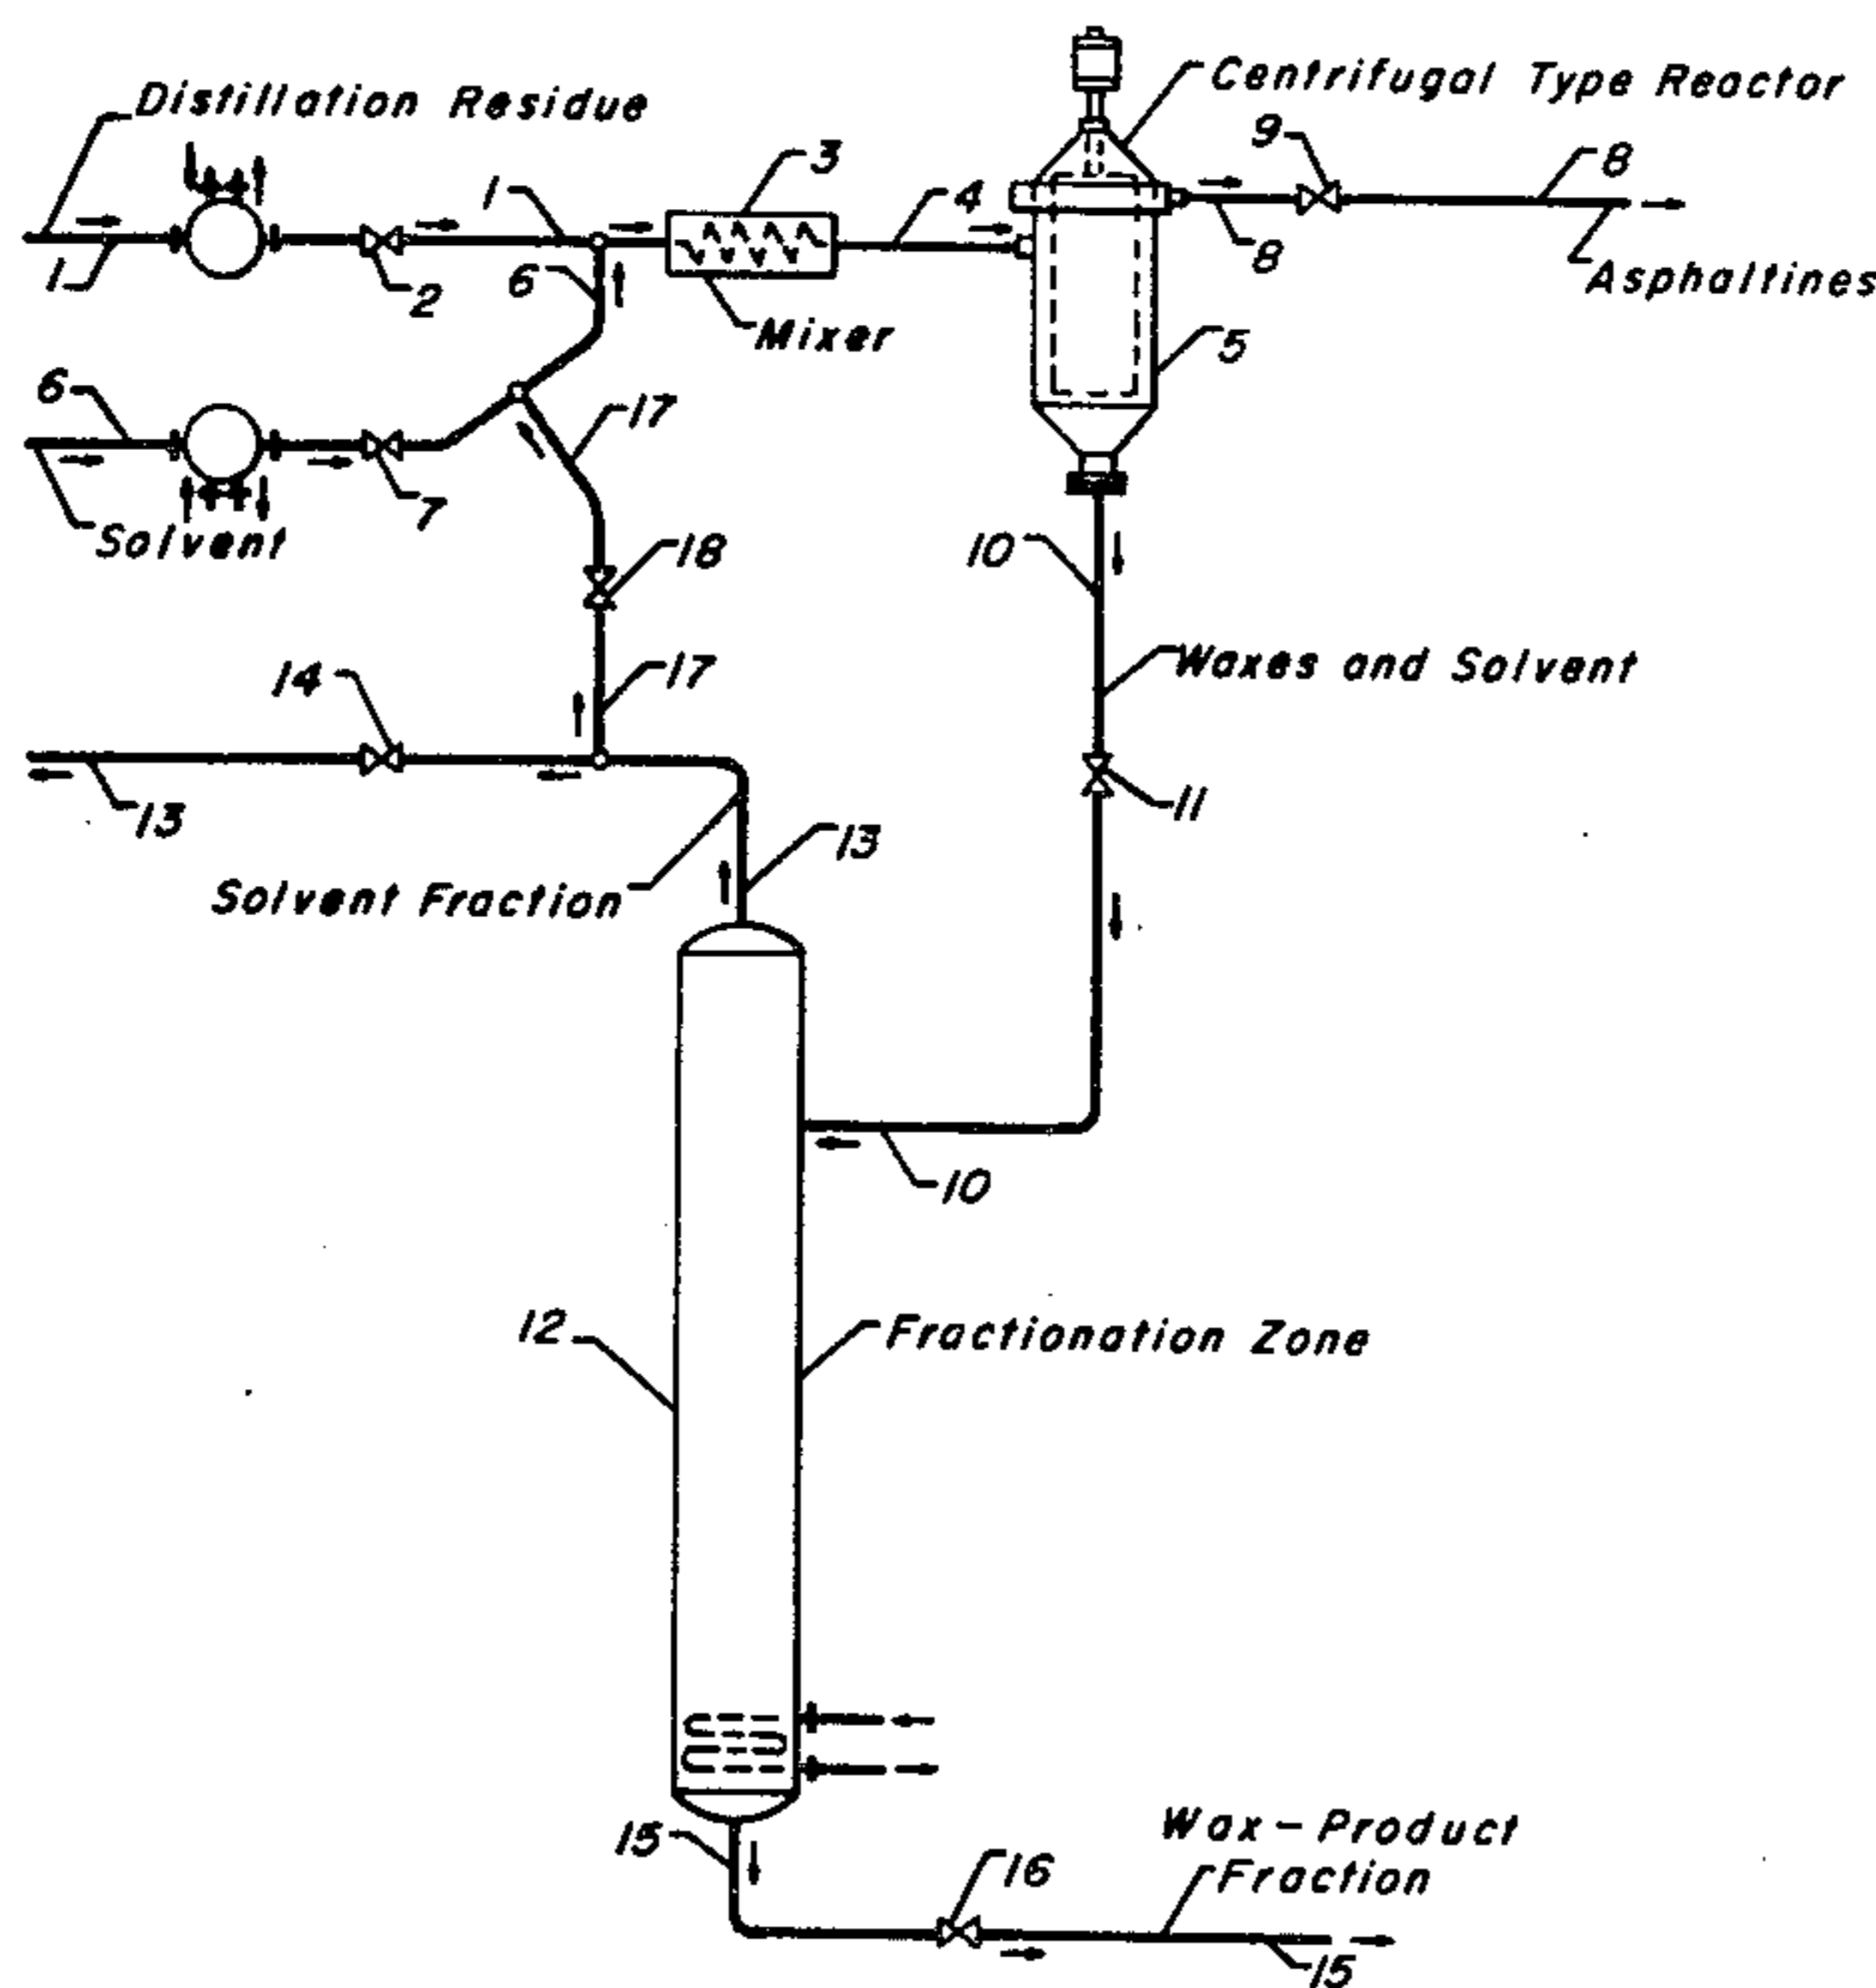 Distillation Residue
Centrifugal Type Reactor
3
9
8
1
4
1
2
6
8
Asphaltines
Mixer
5
6
17
7
Solvent
18
10
17
Waxes and Solvent
14
13
11
13
Solvent Fraction
10
12
Fractionation Zone
15
Wax-Product
Fraction
16
15